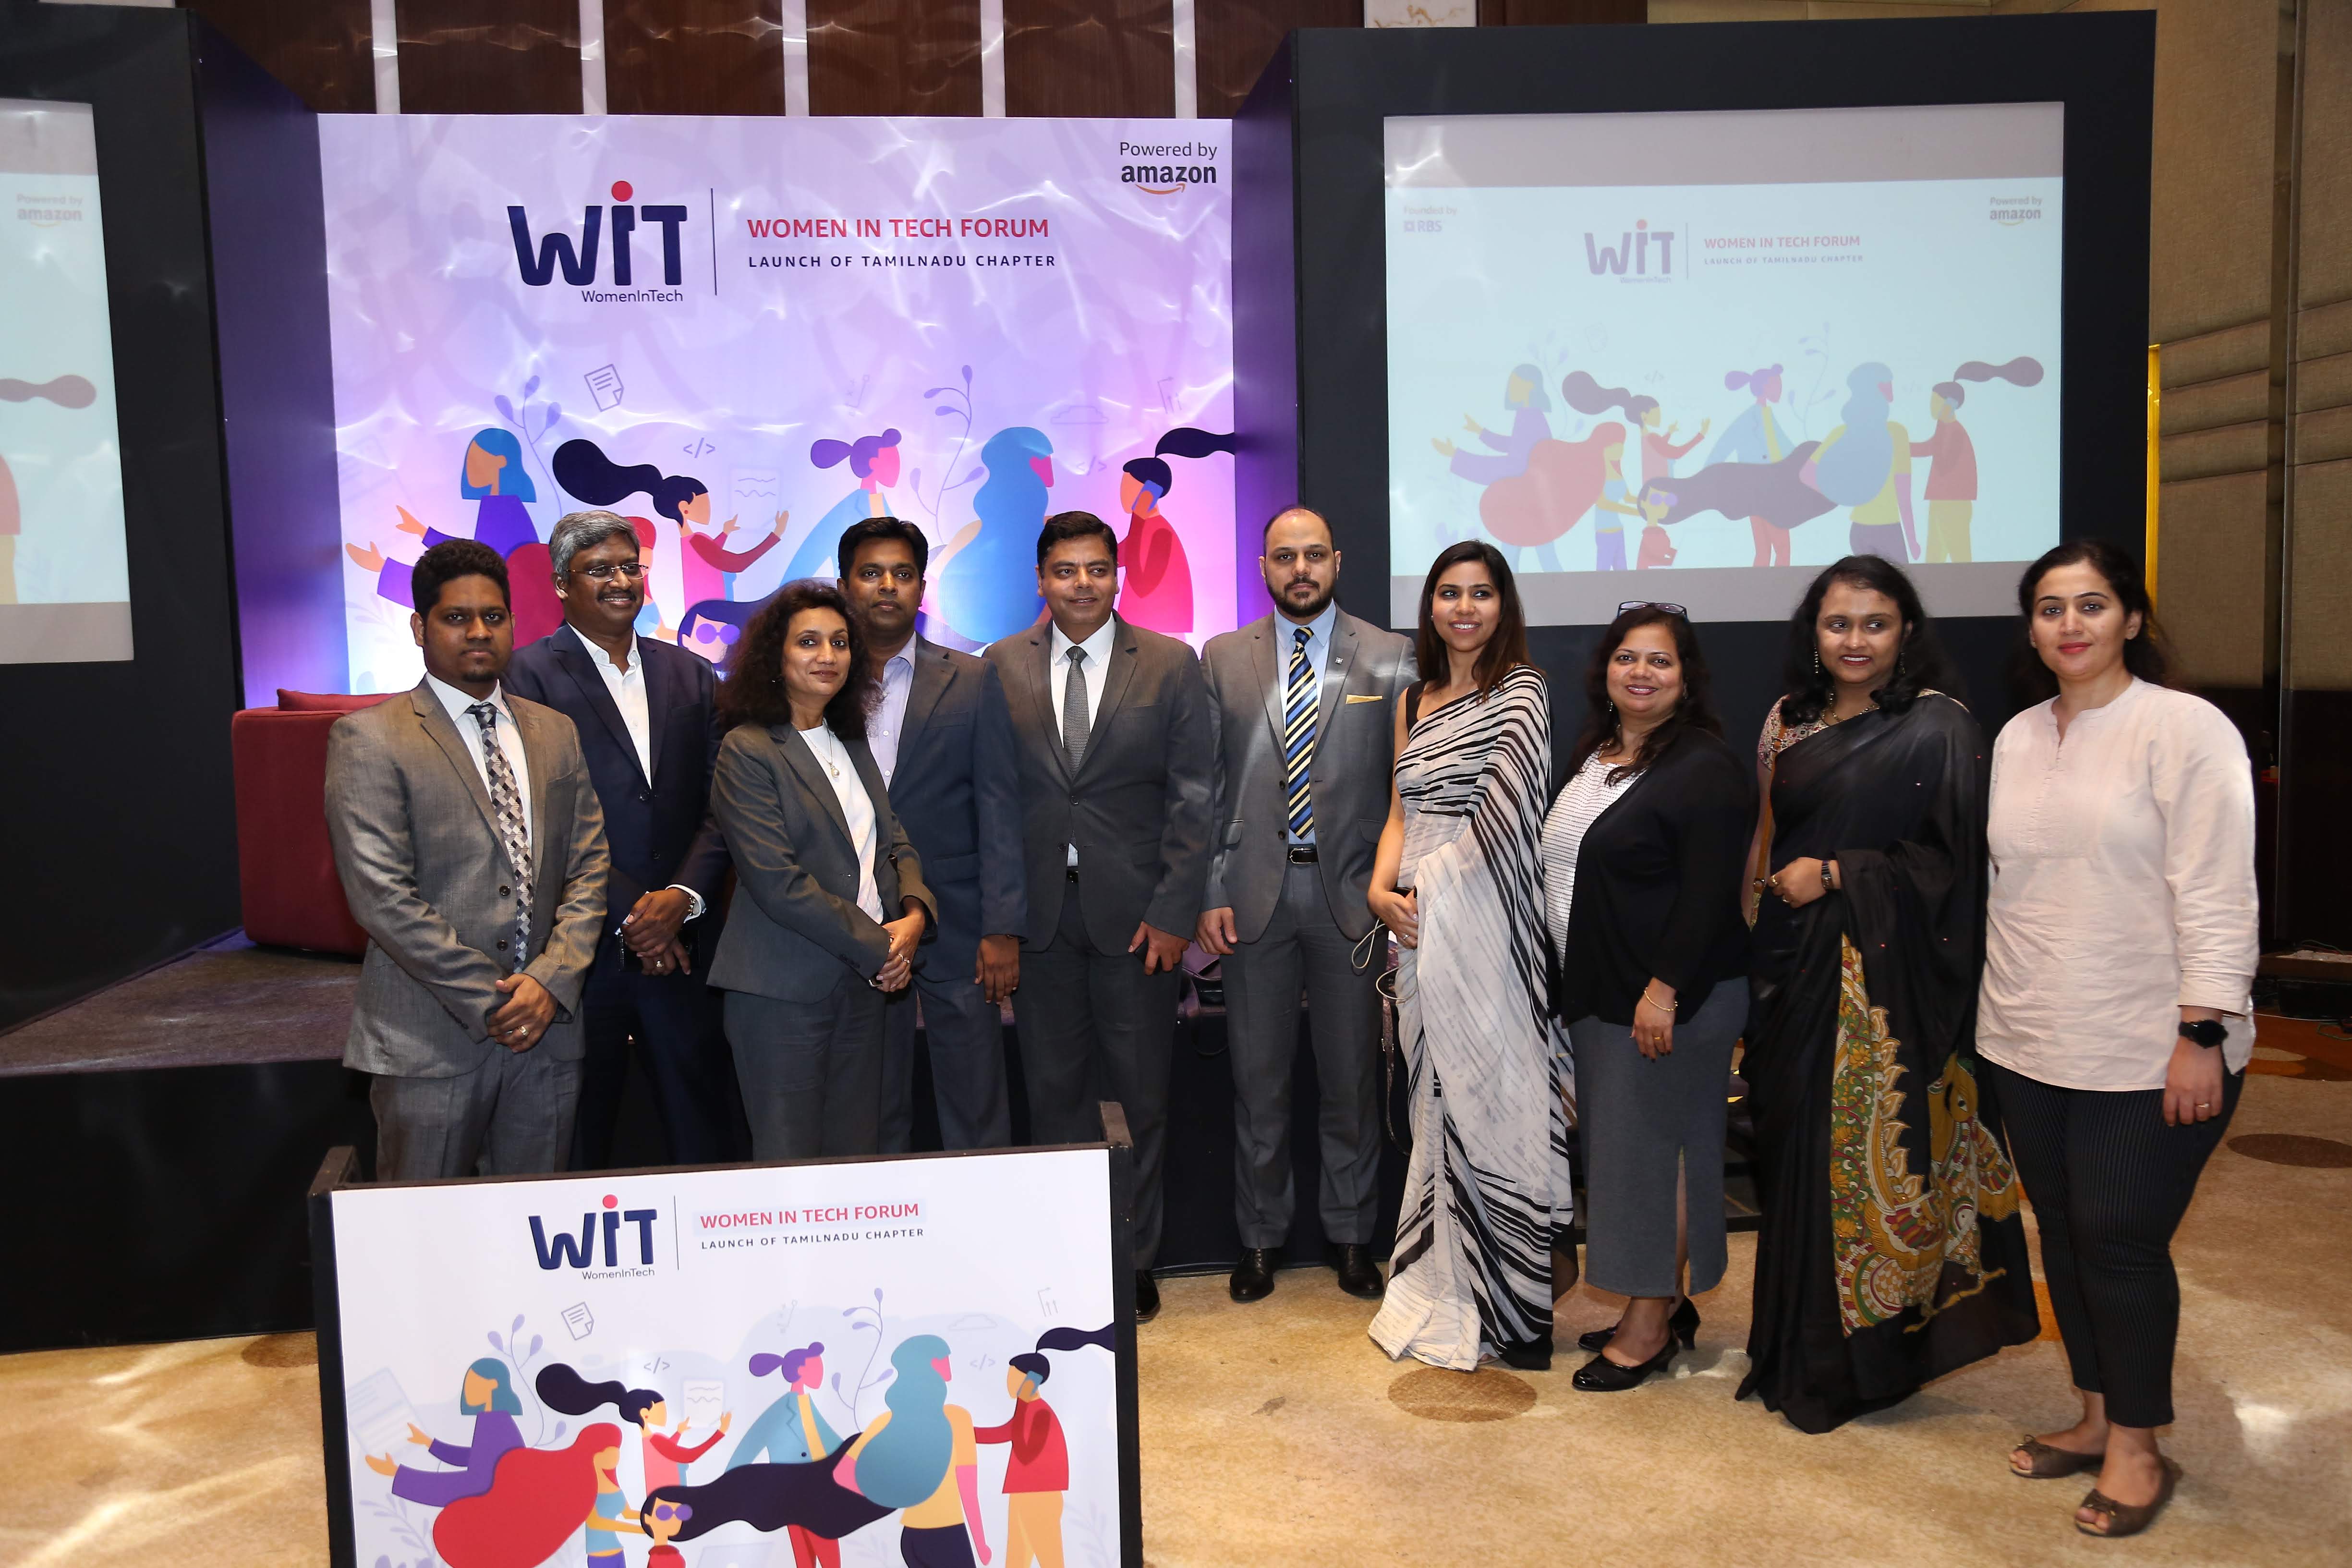 Powered by
amazon
WiT
WomenInTech
WOMEN IN TECH FORUM
LAUNCH OF TAMILNADU CHAPTER
</>
</>
Powered by
amazon
Founded by
RBS
WiT
WomenInTech
WOMEN IN TECH FORUM
LAUNCH OF TAMILNADU CHAPTER
Powered by
amazon
</>
WiT
WomenInTech
WOMEN IN TECH FORUM
LAUNCH OF TAMILNADU CHAPTER
</>
</>